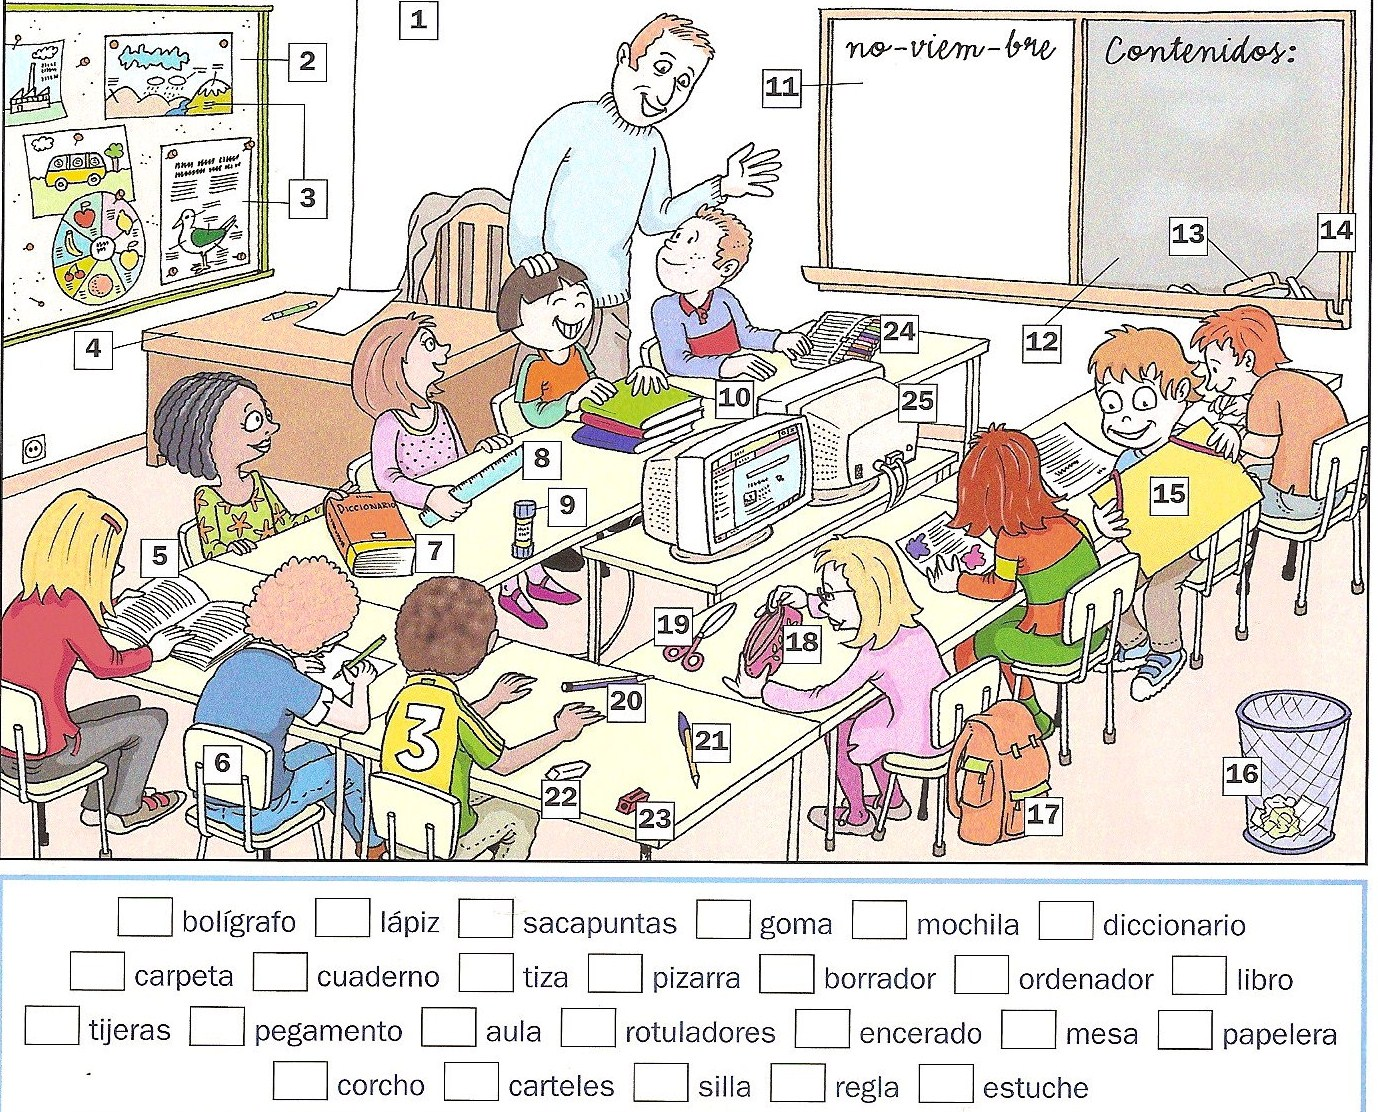 1
2
11 no-viem-bre Contenidos:
3
13 14
4 24 12
10 25
8
DICCIONARIO 9 15
5 7
19 18
20
6 21
22 16
23 17
bolígrafo lápiz sacapuntas goma mochila diccionario
carpeta cuaderno tiza pizarra borrador ordenador libro
tijeras pegamento aula rotuladores encerado mesa papelera
corcho carteles silla regla estuche
3